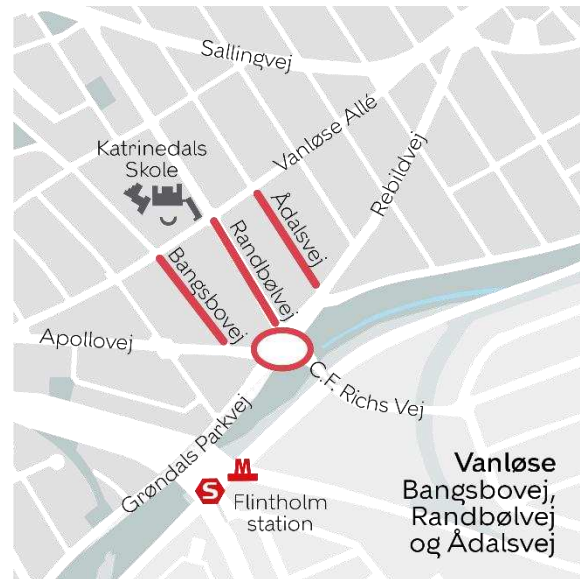 Sallingvej
Vanløse Allé
Katrinedals
Skole
Rebildvej
Ådalsvej
Randbølvej
Bangsbovej
Apollovej
C.F. Richs Vej
Grøndals Parkvej
M
S
Flintholm
station
Vanløse
Bangsbovej,
Randbølvej
og Ådalsvej